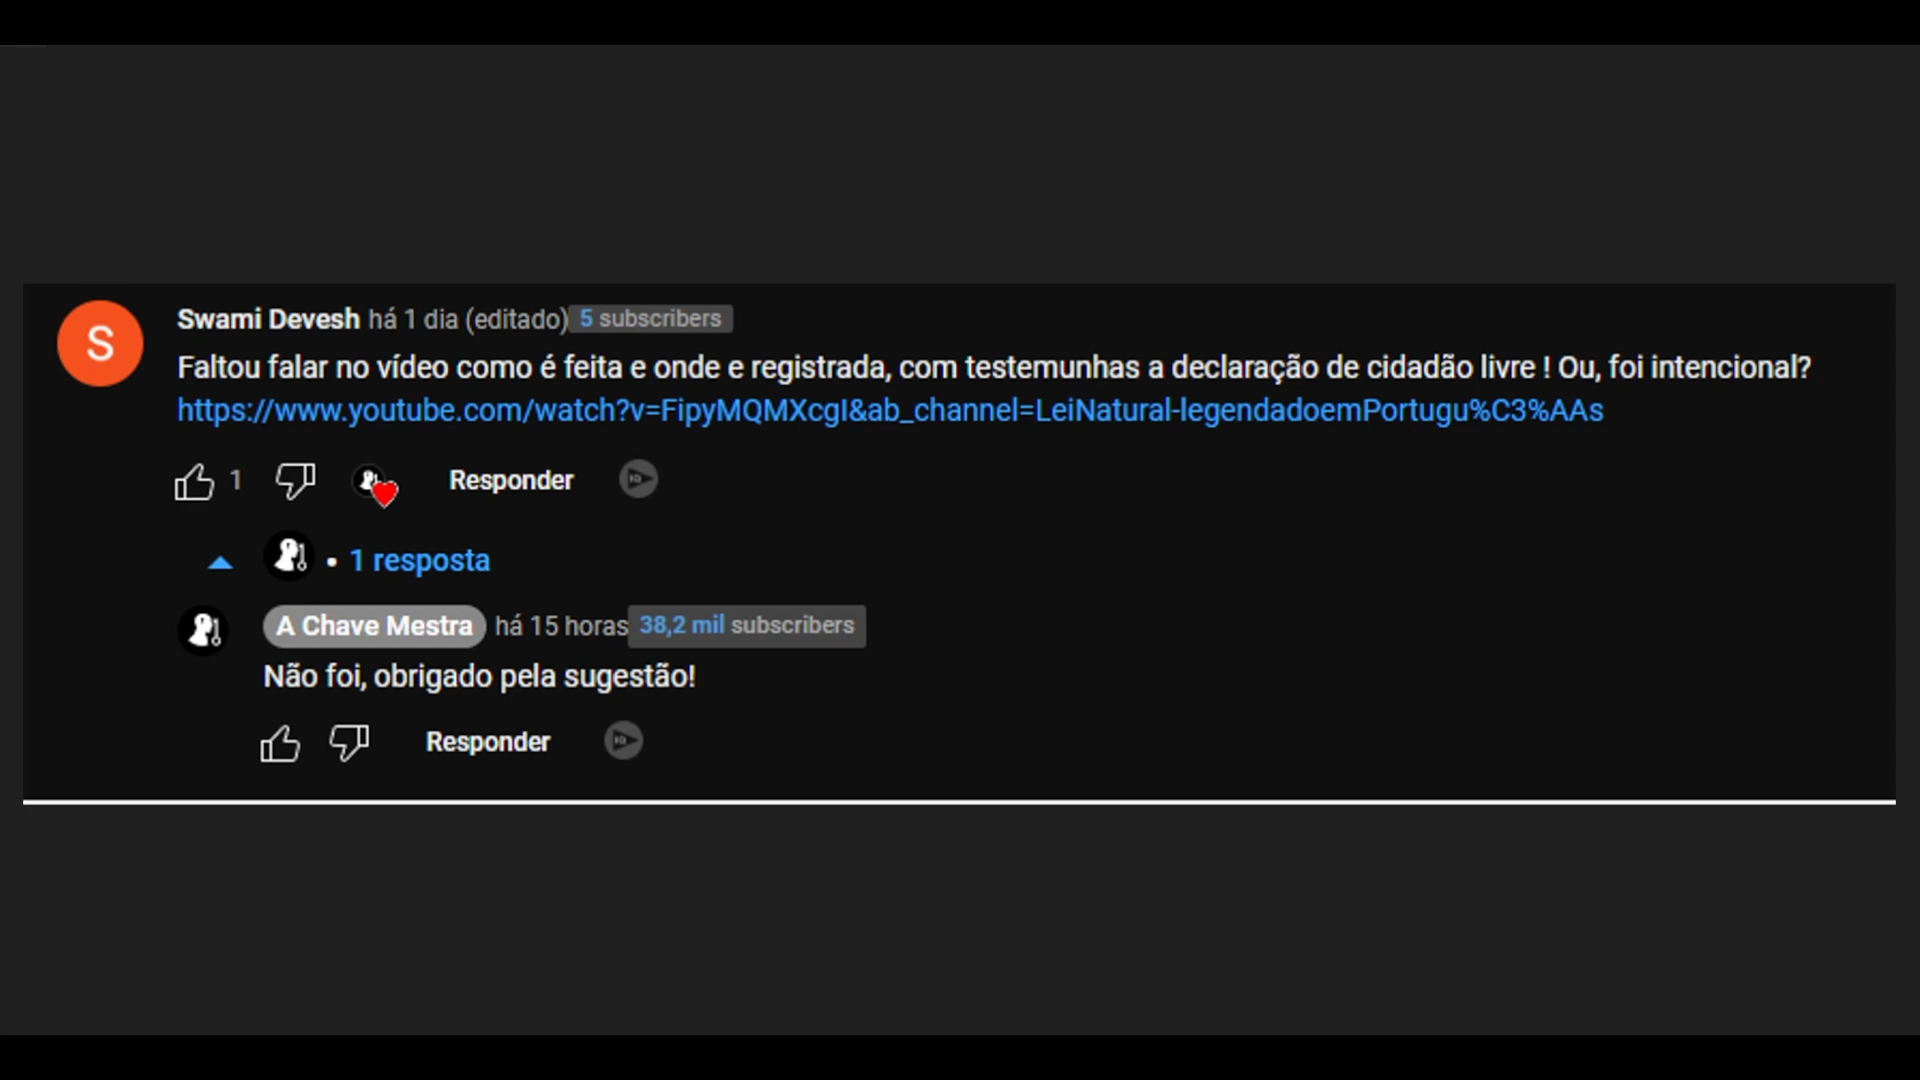 S
Swami Devesh há 1 dia (editado) 5 subscribers
Faltou falar no vídeo como é feita e onde e registrada, com testemunhas a declaração de cidadão livre ! Ou, foi intencional?
https://www.youtube.com/watch?v=FipyMQMXcgI&ab_channel=LeiNatural-legendadoemPortugu%C3%AAs
1 Responder
• 1 resposta
A Chave Mestra há 15 horas 38,2 mil subscribers
Não foi, obrigado pela sugestão!
Responder